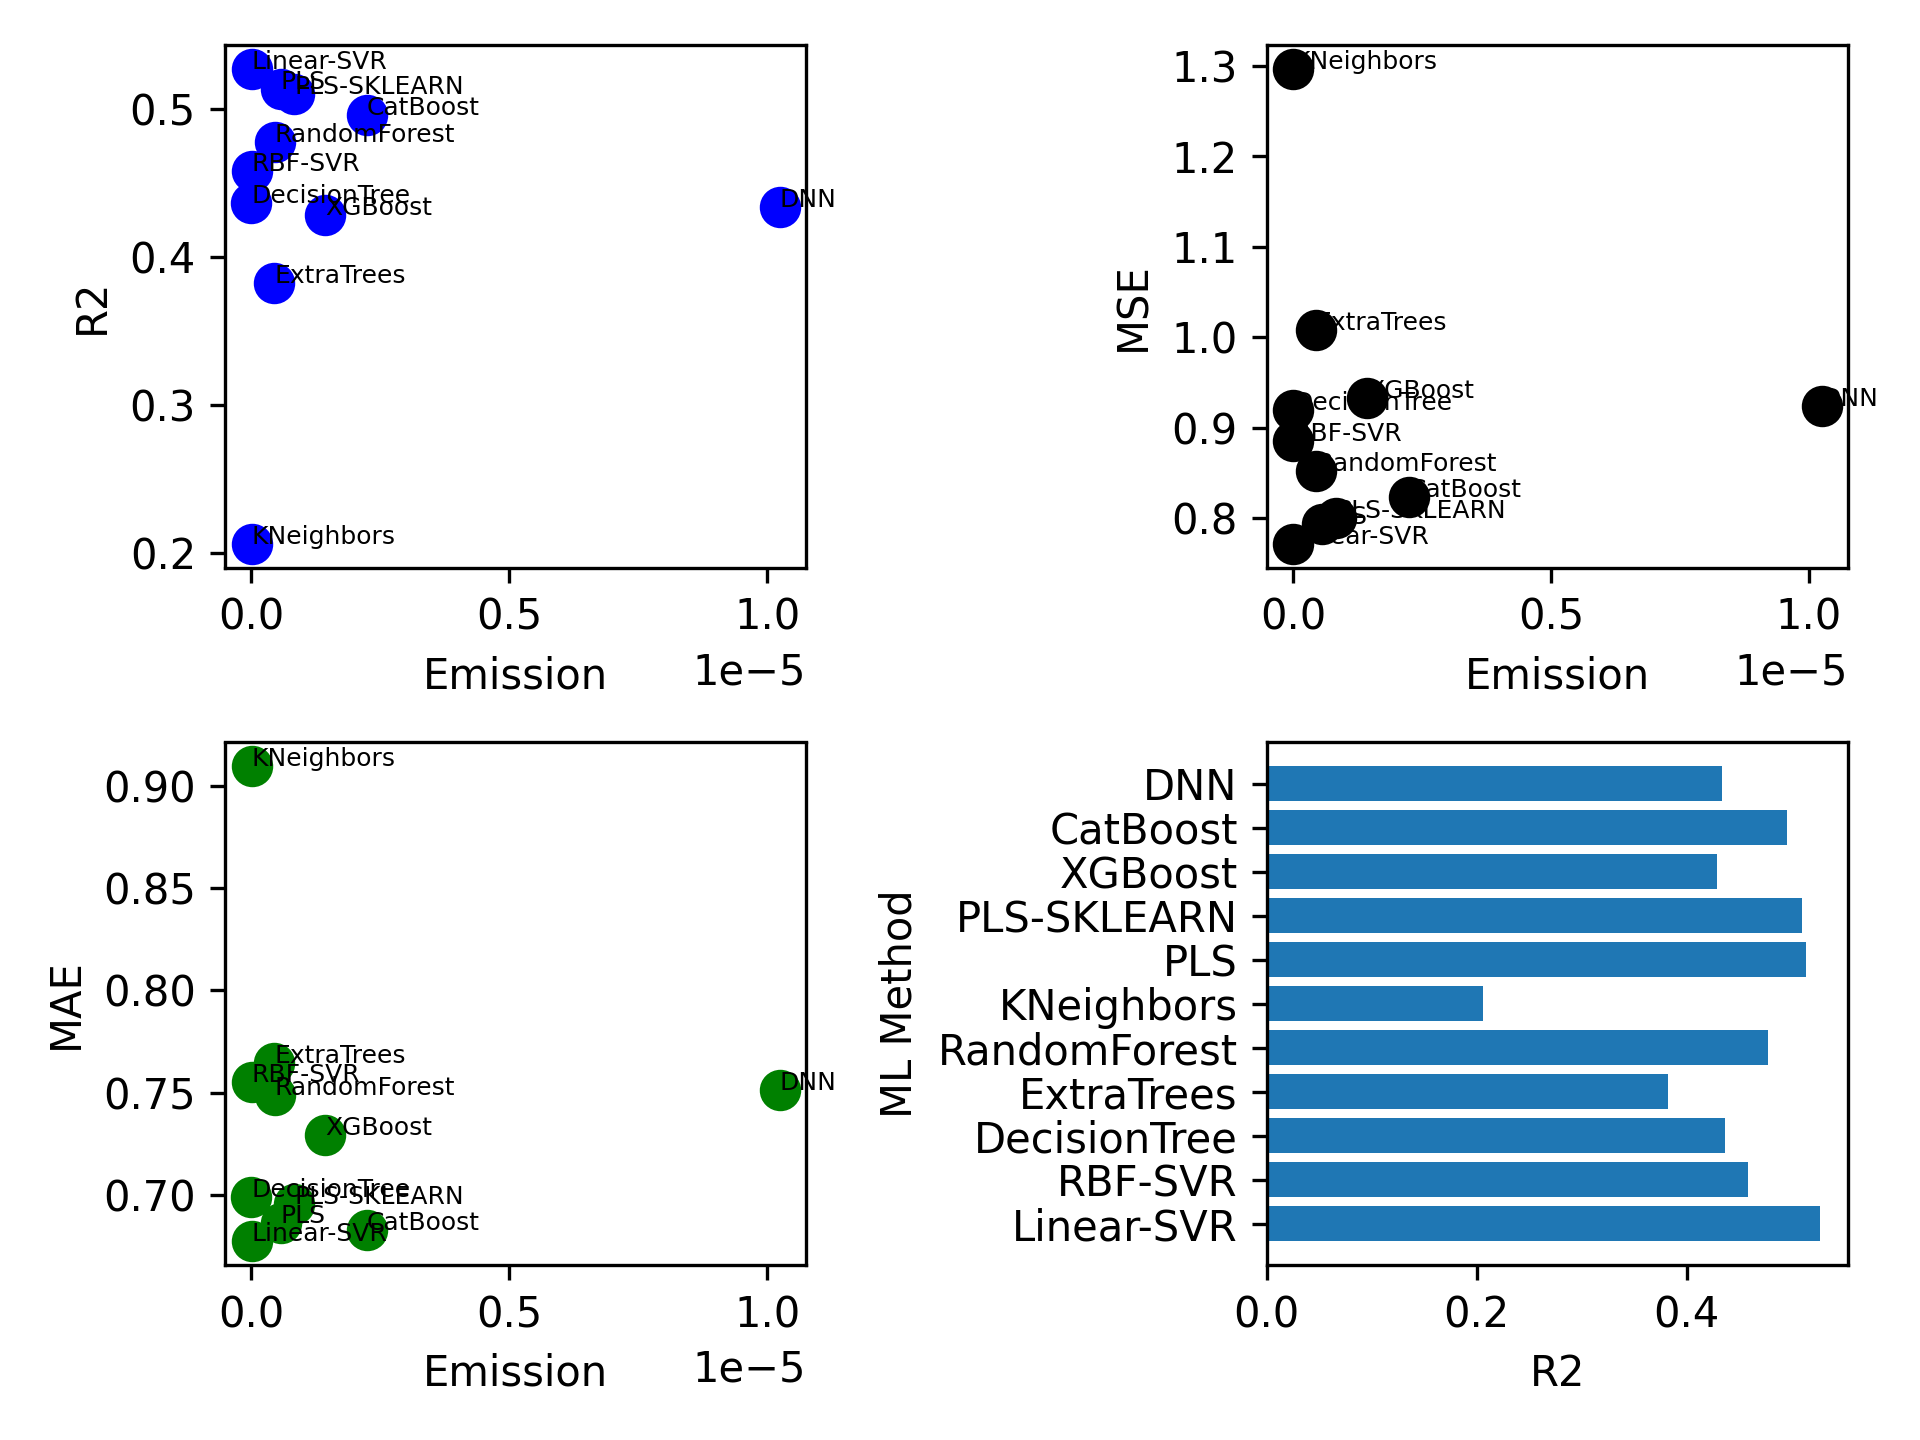 Linear-SVR
PLS
PLS-SKLEARN
CatBoost
RandomForest
RBF-SVR
DecisionTree
XGBoost
DNN
ExtraTrees
KNeighbors
0.5
0.4
0.3
0.2
R2
0.0
0.5
1.0
Emission
1e−5
KNeighbors
ExtraTrees
XGBoost
DecisionTree
DNN
RBF-SVR
RandomForest
CatBoost
PLS-SKLEARN
PLS
Linear-SVR
1.3
1.2
1.1
1.0
0.9
0.8
MSE
0.0
0.5
1.0
Emission
1e−5
KNeighbors
ExtraTrees
RBF-SVR
RandomForest
DNN
XGBoost
DecisionTree
PLS-SKLEARN
PLS
CatBoost
Linear-SVR
0.90
0.85
0.80
0.75
0.70
MAE
0.0
0.5
1.0
Emission
1e−5
DNN
CatBoost
XGBoost
PLS-SKLEARN
PLS
KNeighbors
RandomForest
ExtraTrees
DecisionTree
RBF-SVR
Linear-SVR
ML Method
0.0
0.2
0.4
R2